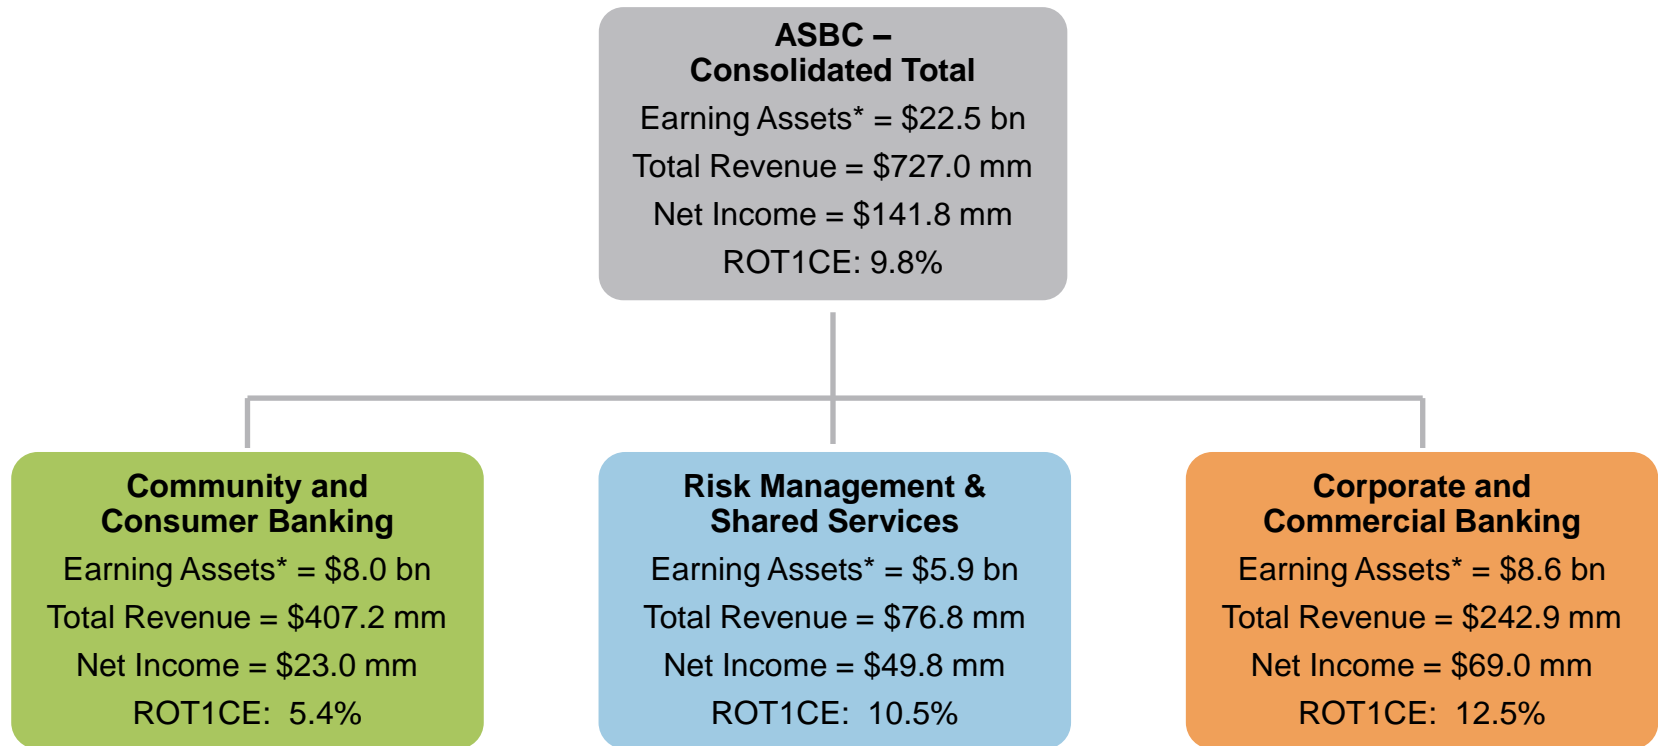 ASBC –
Consolidated Total
Earning Assets* = $22.5 bn
Total Revenue = $727.0 mm
Net Income = $141.8 mm
ROT1CE: 9.8%
Community and
Consumer Banking
Earning Assets* = $8.0 bn
Total Revenue = $407.2 mm
Net Income = $23.0 mm
ROT1CE: 5.4%
Risk Management &
Shared Services
Earning Assets* = $5.9 bn
Total Revenue = $76.8 mm
Net Income = $49.8 mm
ROT1CE: 10.5%
Corporate and
Commercial Banking
Earning Assets* = $8.6 bn
Total Revenue = $242.9 mm
Net Income = $69.0 mm
ROT1CE: 12.5%